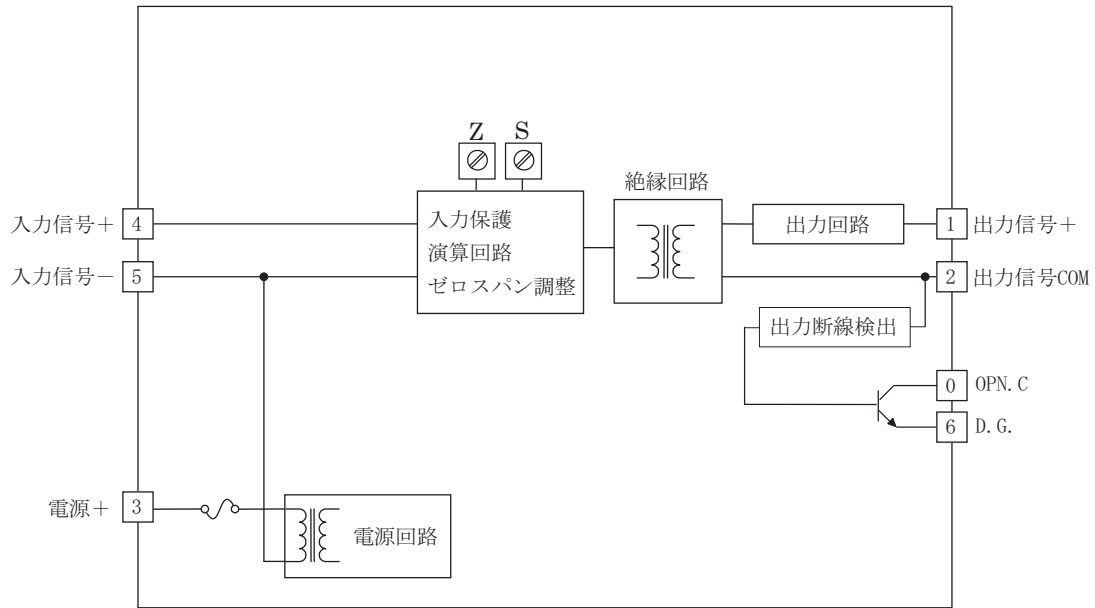 Z
S
入力信号＋
4
入力信号－
5
入力保護
演算回路
ゼロスパン調整
絶縁回路
出力回路
1
出力信号＋
2
出力信号COM
出力断線検出
0
OPN.C
6
D.G.
電源＋
3
電源回路